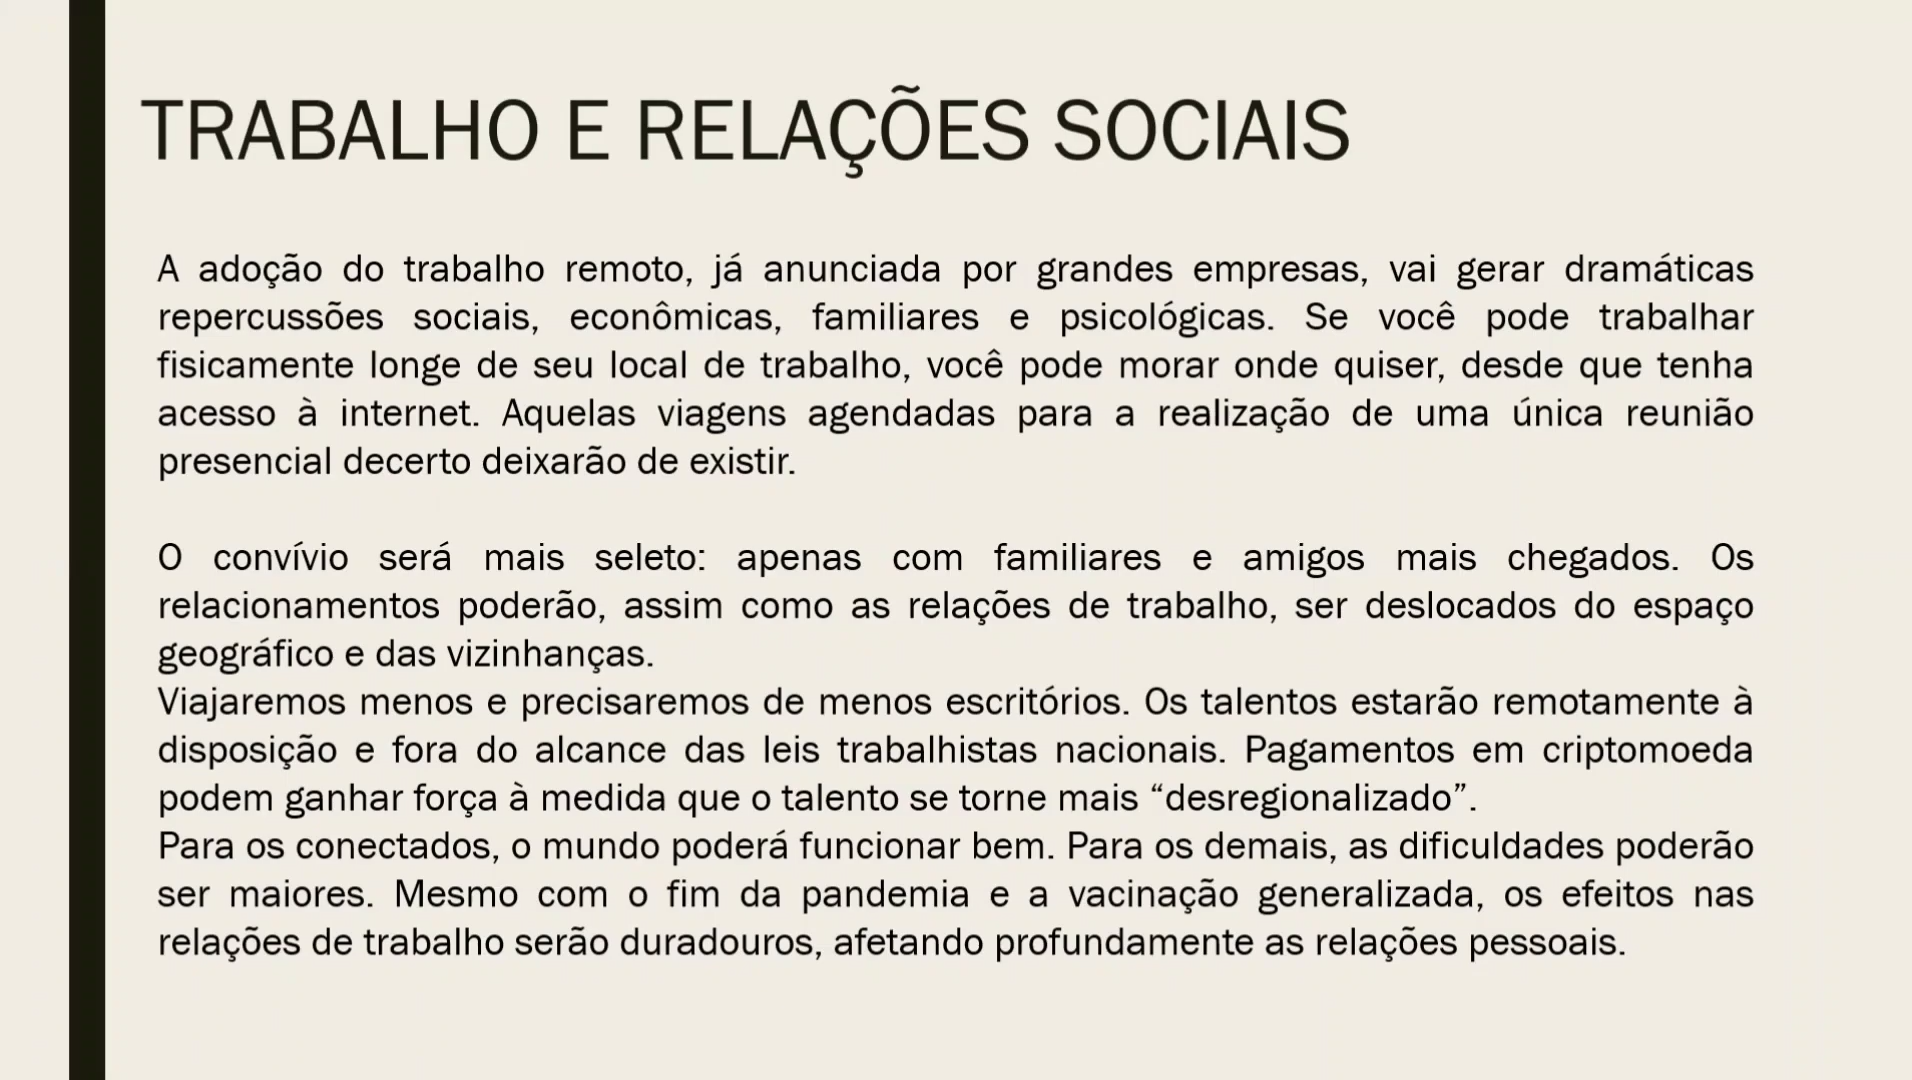 TRABALHO E RELAÇÕES SOCIAIS
A adoção do trabalho remoto, já anunciada por grandes empresas, vai gerar dramáticas
repercussões sociais, econômicas, familiares e psicológicas. Se você pode trabalhar
fisicamente longe de seu local de trabalho, você pode morar onde quiser, desde que tenha
acesso à internet. Aquelas viagens agendadas para a realização de uma única reunião
presencial decerto deixarão de existir.
O convívio será mais seleto: apenas com familiares e amigos mais chegados. Os
relacionamentos poderão, assim como as relações de trabalho, ser deslocados do espaço
geográfico e das vizinhanças.
Viajaremos menos e precisaremos de menos escritórios. Os talentos estarão remotamente à
disposição e fora do alcance das leis trabalhistas nacionais. Pagamentos em criptomoeda
podem ganhar força à medida que o talento se torne mais “desregionalizado”.
Para os conectados, o mundo poderá funcionar bem. Para os demais, as dificuldades poderão
ser maiores. Mesmo com o fim da pandemia e a vacinação generalizada, os efeitos nas
relações de trabalho serão duradouros, afetando profundamente as relações pessoais.